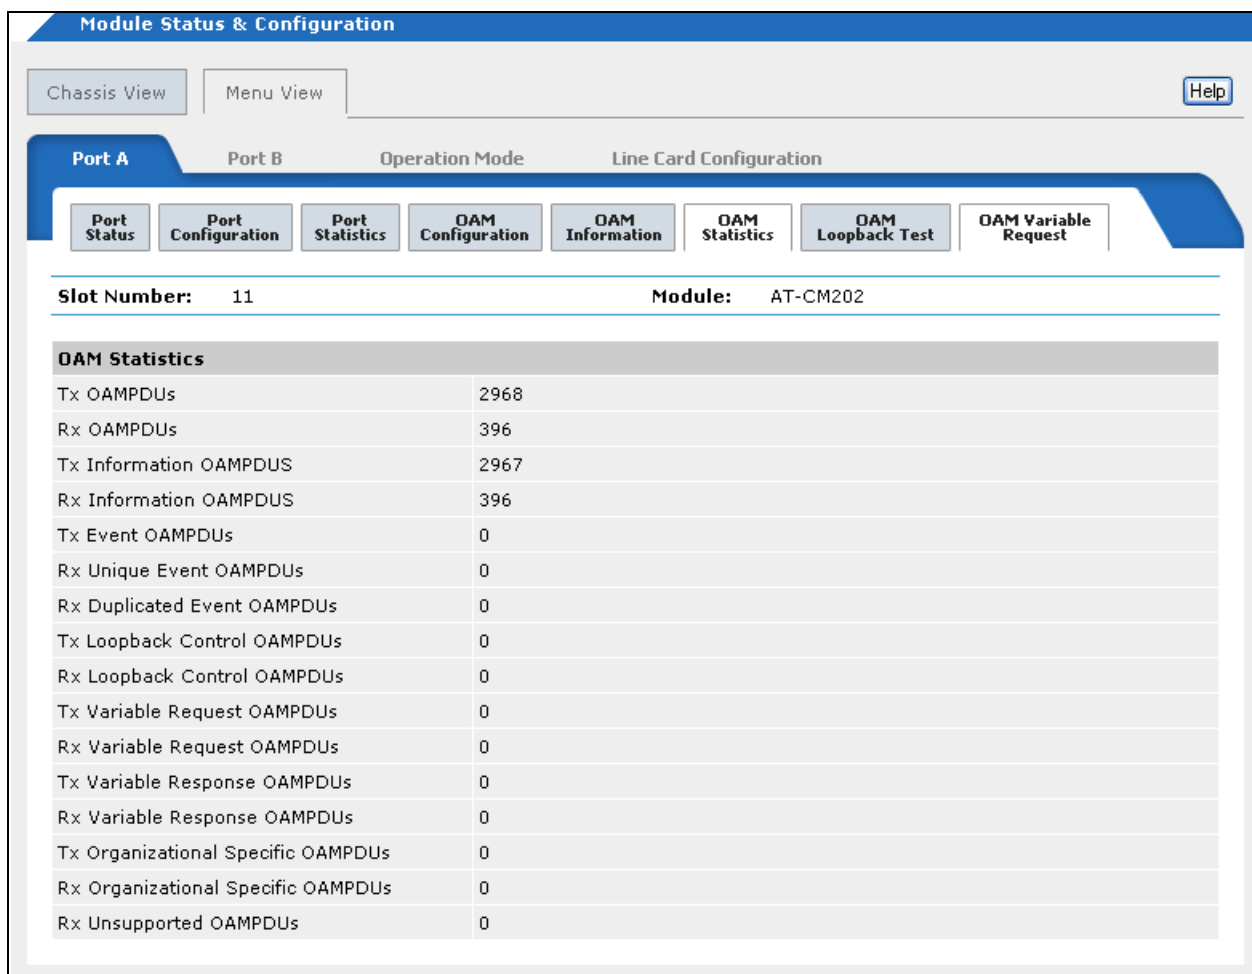 Module Status & Configuration
Chassis View Menu View Help
Port A Port B Operation Mode Line Card Configuration
Port Status Port Configuration Port Statistics OAM Configuration OAM Information OAM Statistics OAM Loopback Test OAM Variable Request
Slot Number: 11 Module: AT-CM202
OAM Statistics
Tx OAMPDUs 2968
Rx OAMPDUs 396
Tx Information OAMPDUS 2967
Rx Information OAMPDUS 396
Tx Event OAMPDUs 0
Rx Unique Event OAMPDUs 0
Rx Duplicated Event OAMPDUs 0
Tx Loopback Control OAMPDUs 0
Rx Loopback Control OAMPDUs 0
Tx Variable Request OAMPDUs 0
Rx Variable Request OAMPDUs 0
Tx Variable Response OAMPDUs 0
Rx Variable Response OAMPDUs 0
Tx Organizational Specific OAMPDUs 0
Rx Organizational Specific OAMPDUs 0
Rx Unsupported OAMPDUs 0